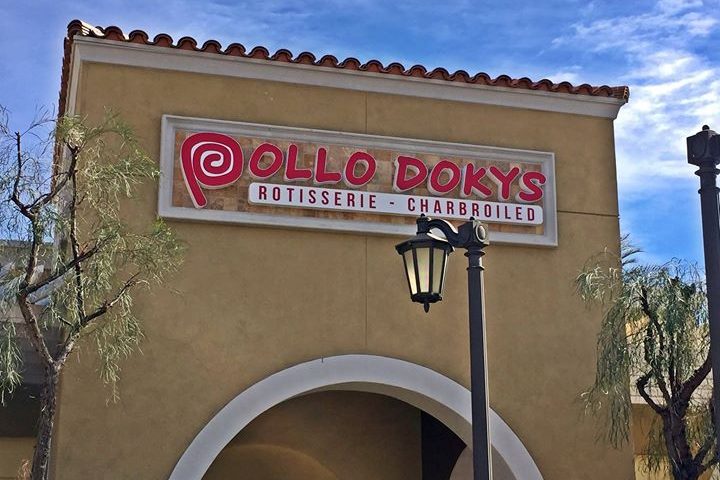 POLLO DOKYS
ROTISSERIE - CHARBROILED